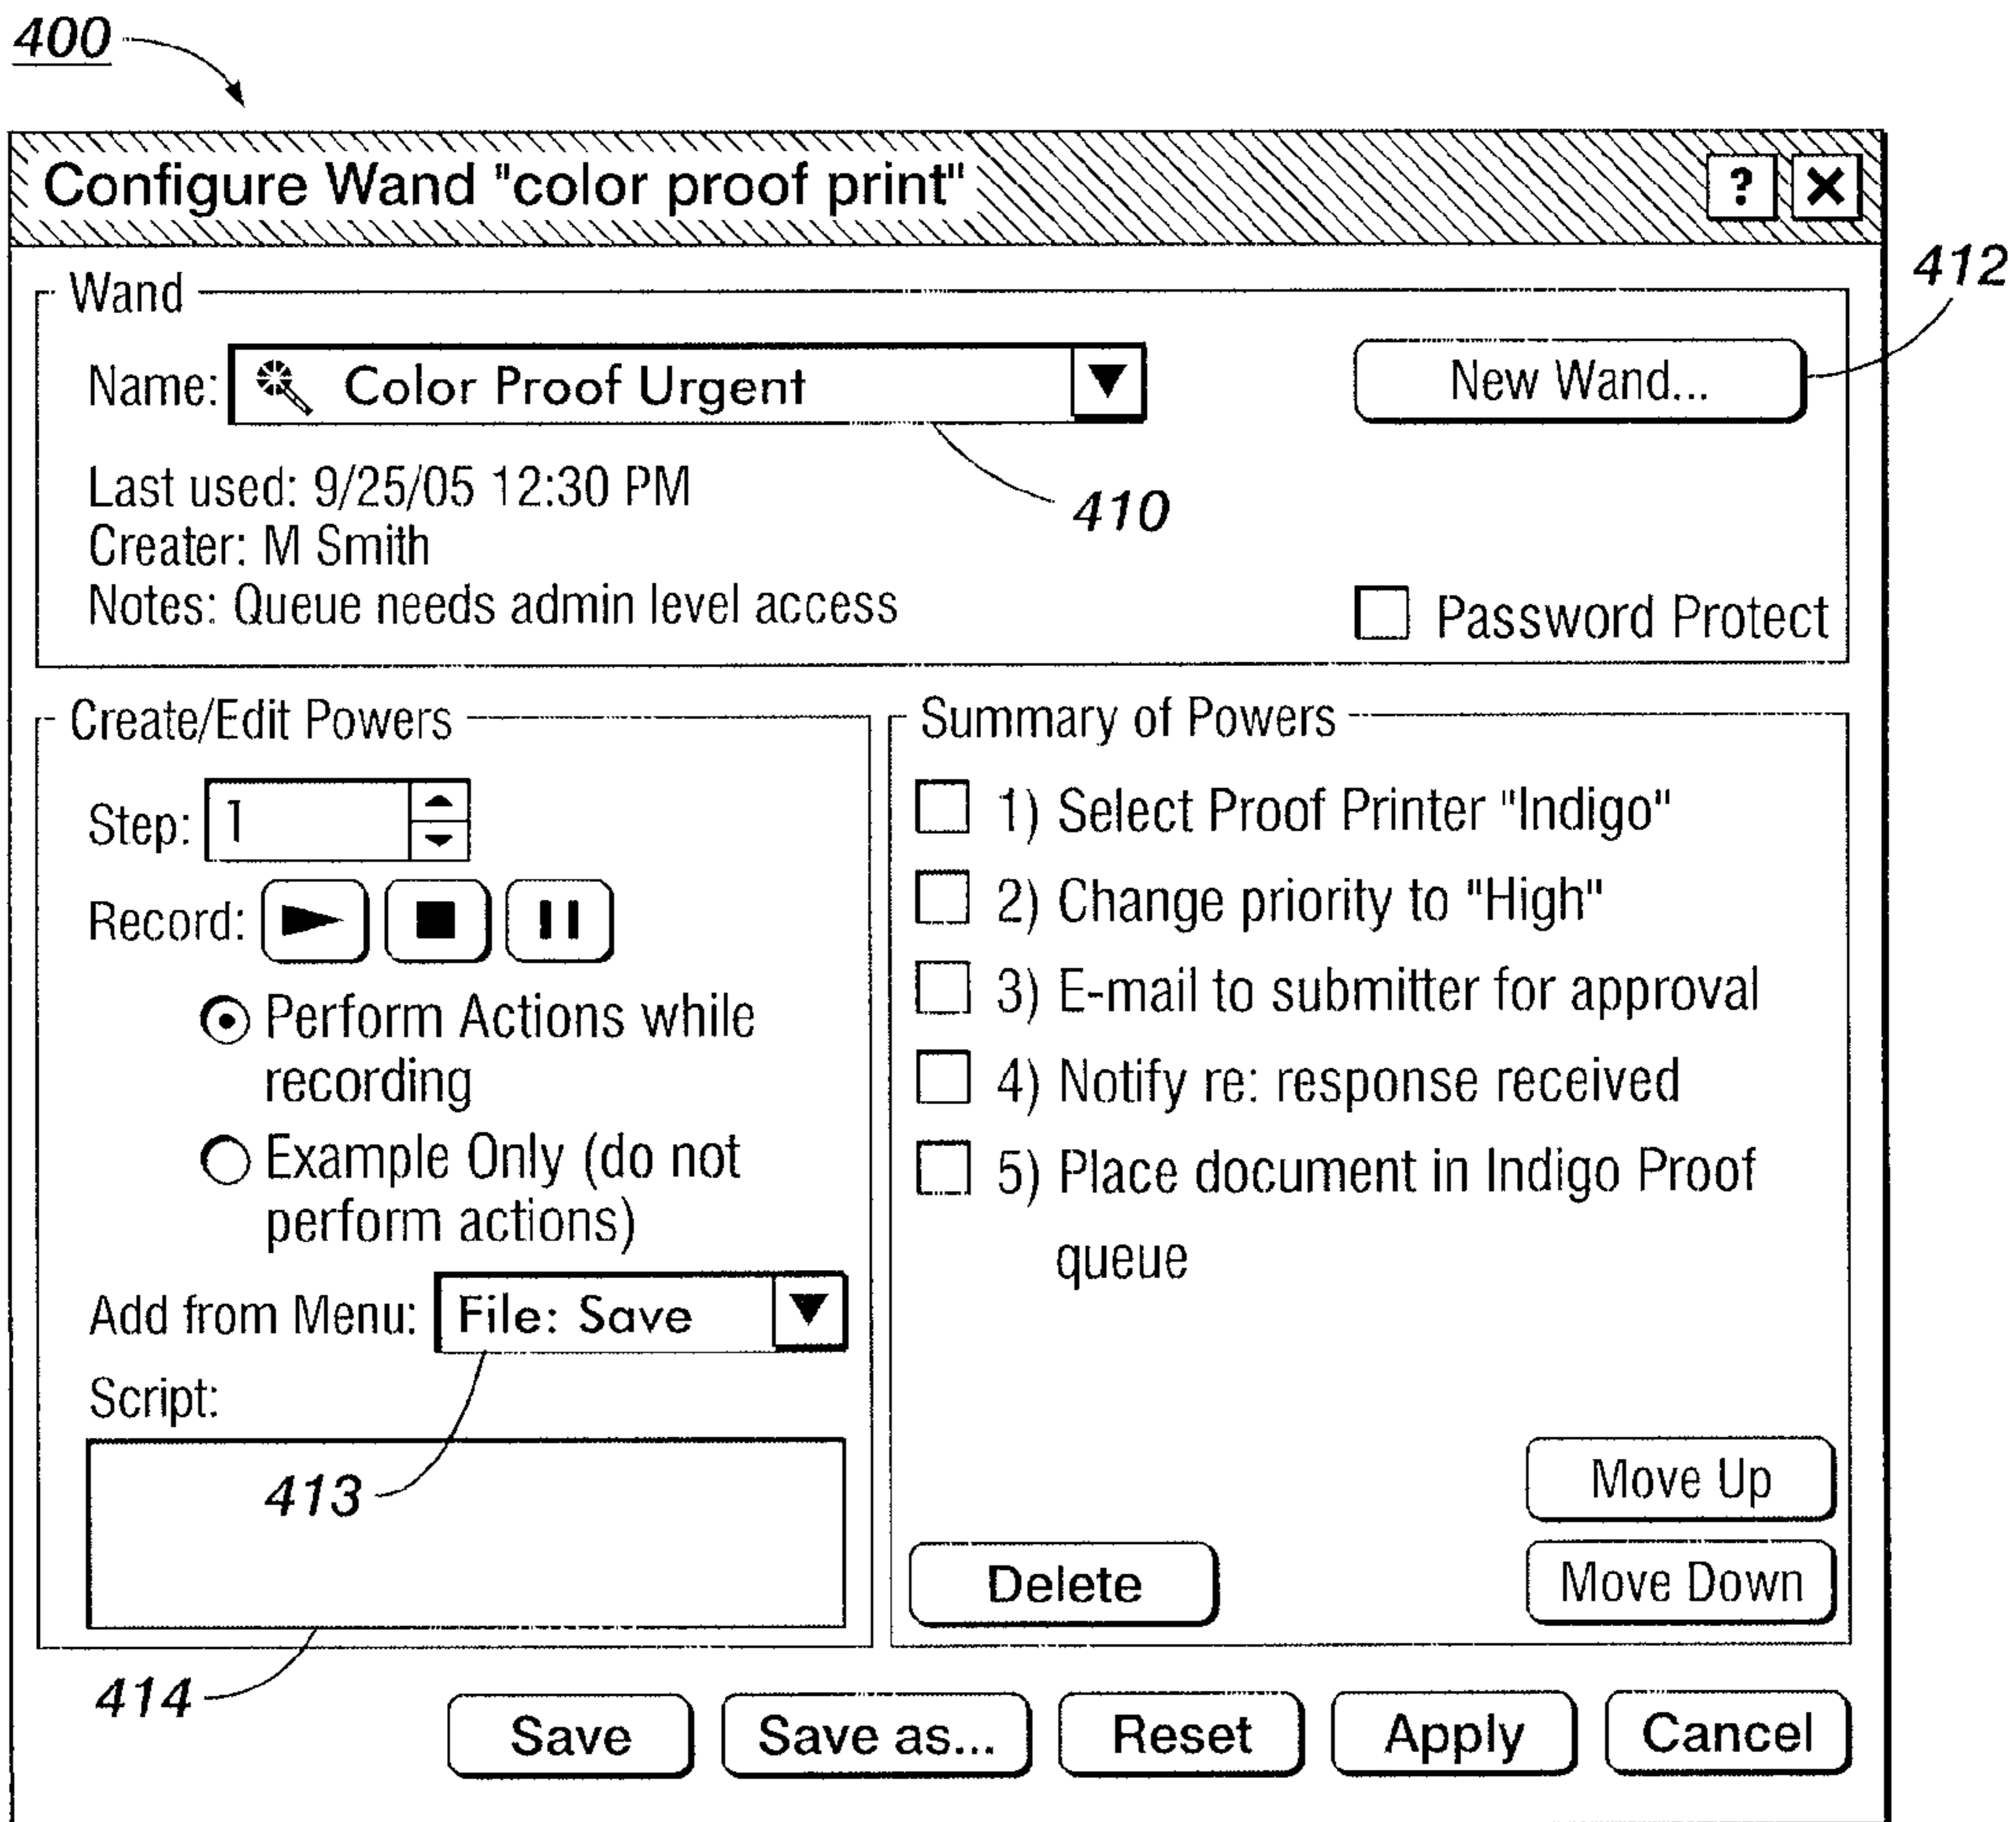 400
Configure Wand "color proof print"
?
412
Wand
Name: Color Proof Urgent
New Wand...
Last used: 9/25/05 12:30 PM
410
Creater: M Smith
Notes: Queue needs admin level access
Password Protect
Create/Edit Powers
Step: 1
Record:
Perform Actions while
recording
Example Only (do not
perform actions)
Add from Menu: File: Save
Script:
413
414
Summary of Powers
1) Select Proof Printer "Indigo"
2) Change priority to "High"
3) E-mail to submitter for approval
4) Notify re: response received
5) Place document in Indigo Proof
queue
Move Up
Delete
Move Down
Save
Save as...
Reset
Apply
Cancel